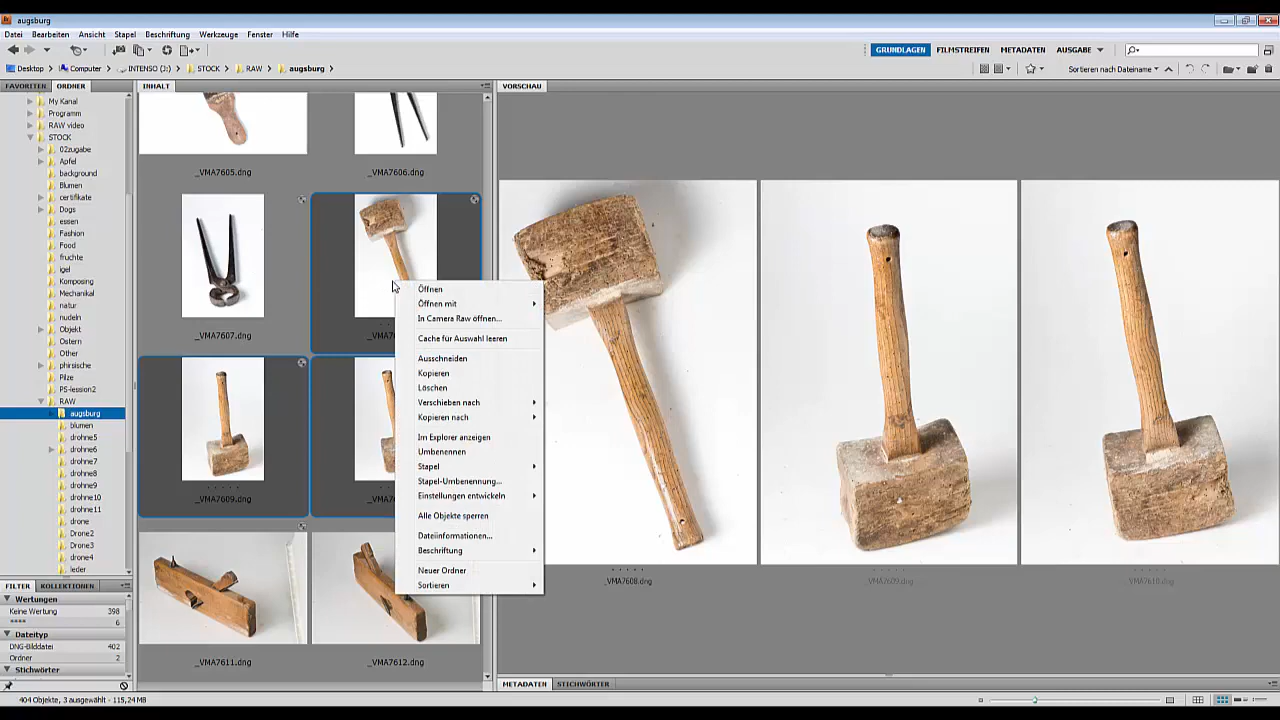 augsburg
Datei Bearbeiten Ansicht Stapel Beschriftung Werkzeuge Fenster Hilfe
GRUNDLAGEN FILMSTREIFEN METADATEN AUSGABE
Desktop Computer INTENSO (J:) STOCK RAW augsburg
Sortieren nach Dateiname
FAVORITEN ORDNER
INHALT
VORSCHAU
My Kanal
Programm
RAW video
STOCK
02zugabe
Apfel
background
Blumen
certifikate
Dogs
essen
Fashion
Food
fruchte
igel
Komposing
Mechanikal
natur
nudeln
Objekt
Ostern
Other
phirsische
Pilze
PS-lession2
RAW
augsburg
blumen
drohne5
drohne6
drohne7
drohne8
drohne9
drohne10
drohne11
drone
Drone2
Drone3
drone4
leder
FILTER KOLLEKTIONEN
Wertungen
Keine Wertung 398
**** 6
Dateityp
DNG-Bilddatei 402
Ordner 2
Stichwörter
_VMA7605.dng
_VMA7606.dng
_VMA7607.dng
_VMA7609.dng
_VMA7611.dng
_VMA7612.dng
Öffnen
Öffnen mit
In Camera Raw öffnen...
Cache für Auswahl leeren
Ausschneiden
Kopieren
Löschen
Verschieben nach
Kopieren nach
Im Explorer anzeigen
Umbenennen
Stapel
Stapel-Umbenennung...
Einstellungen entwickeln
Alle Objekte sperren
Dateiinformationen...
Beschriftung
Neuer Ordner
Sortieren
_VMA7608.dng
_VMA7609.dng
_VMA7610.dng
METADATEN STICHWÖRTER
404 Objekte, 3 ausgewählt - 115,24 MB